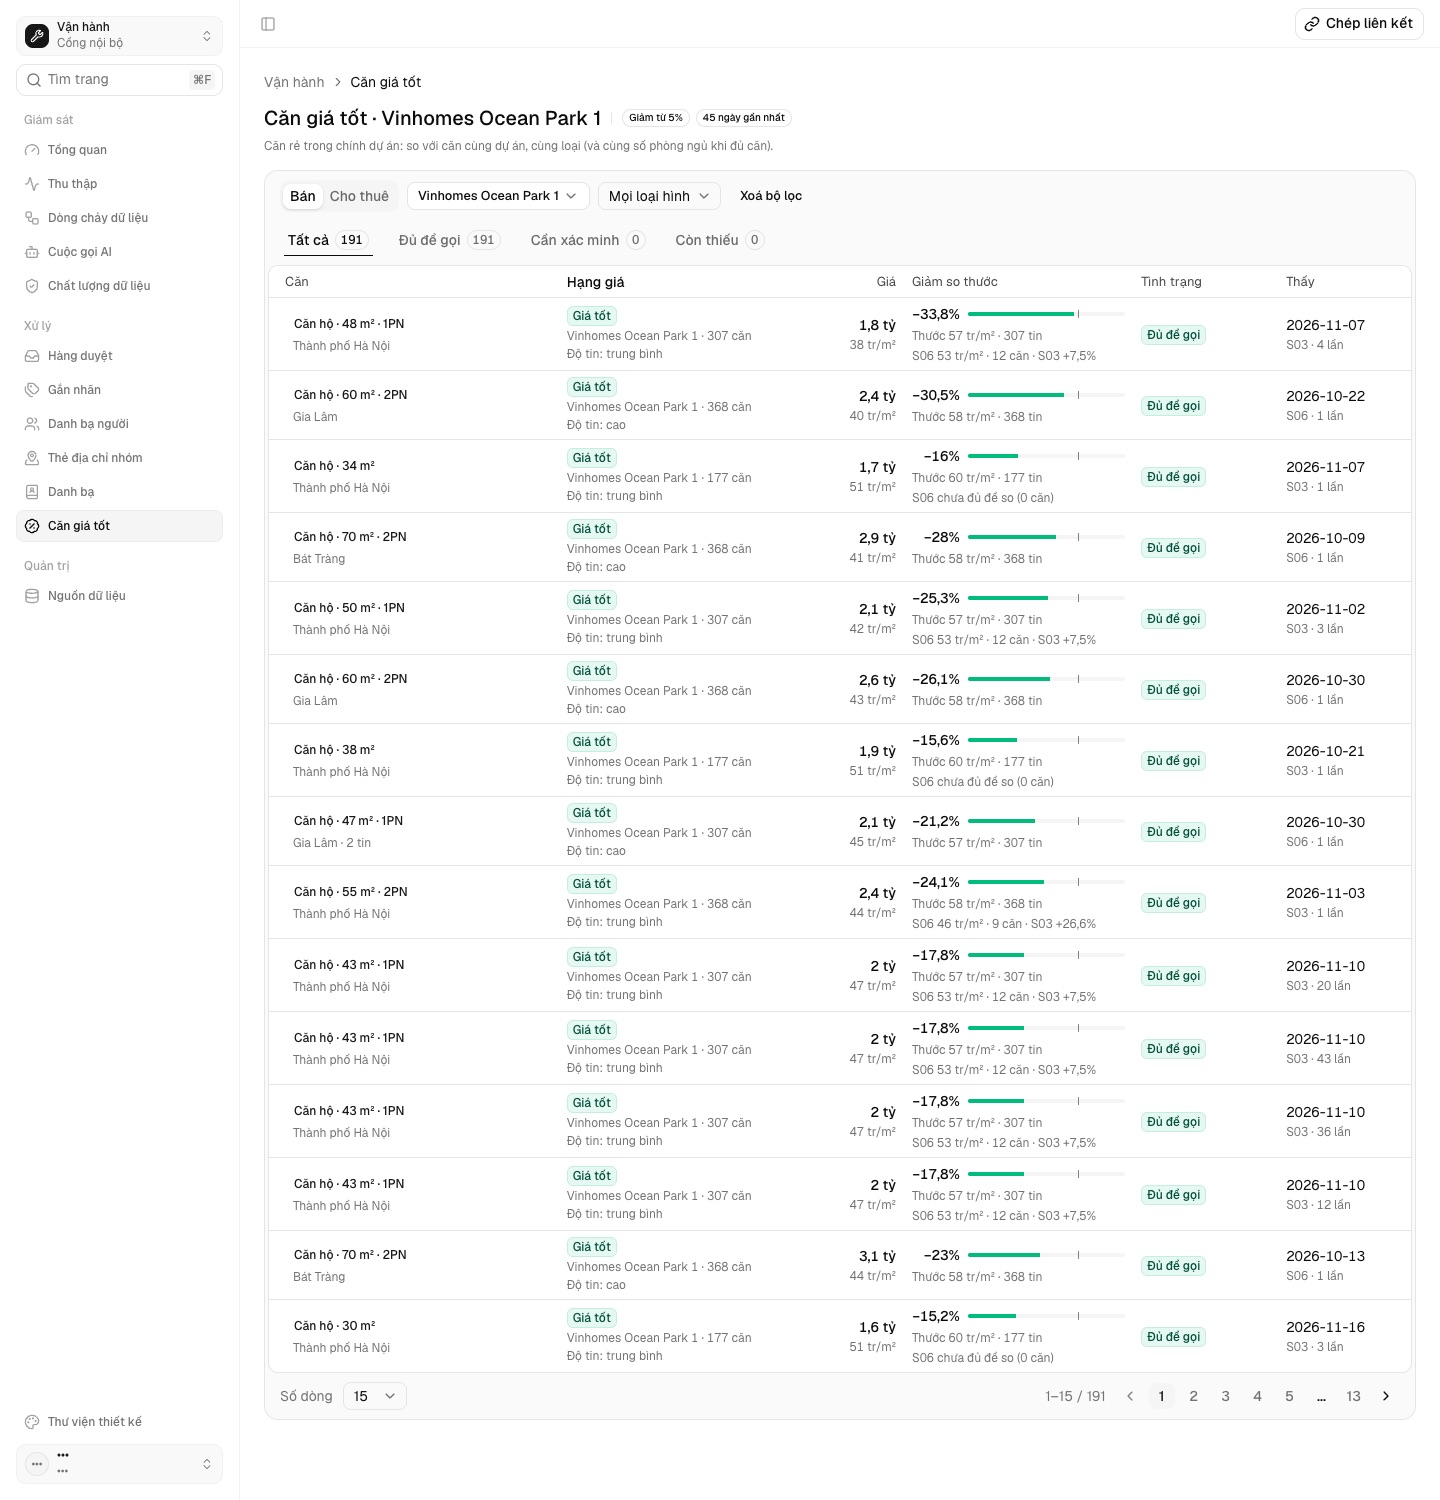 Vận hành
Cổng nội bộ
Tìm trang
⌘F
Giám sát
Tổng quan
Thu thập
Dòng chảy dữ liệu
Cuộc gọi AI
Chất lượng dữ liệu
Xử lý
Hàng duyệt
Gắn nhãn
Danh bạ người
Thẻ địa chỉ nhóm
Danh bạ
Căn giá tốt
Quản trị
Nguồn dữ liệu
Thư viện thiết kế
Chép liên kết
Vận hành > Căn giá tốt
Căn giá tốt · Vinhomes Ocean Park 1
Giảm từ 5%
45 ngày gần nhất
Căn rẻ trong chính dự án: so với căn cùng dự án, cùng loại (và cùng số phòng ngủ khi đủ căn).
Bán Cho thuê Vinhomes Ocean Park 1 Mọi loại hình Xoá bộ lọc
Tất cả 191 Đủ để gọi 191 Cần xác minh 0 Còn thiếu 0
Căn Hạng giá Giá Giảm so thước Tình trạng Thấy
Căn hộ · 48 m² · 1PN
Thành phố Hà Nội
Giá tốt
Vinhomes Ocean Park 1 · 307 căn
Độ tin: trung bình
1,8 tỷ
38 tr/m²
−33,8%
Thước 57 tr/m² · 307 tin
S06 53 tr/m² · 12 căn · S03 +7,5%
Đủ để gọi
2026-11-07
S03 · 4 lần
Căn hộ · 60 m² · 2PN
Gia Lâm
Giá tốt
Vinhomes Ocean Park 1 · 368 căn
Độ tin: cao
2,4 tỷ
40 tr/m²
−30,5%
Thước 58 tr/m² · 368 tin
Đủ để gọi
2026-10-22
S06 · 1 lần
Căn hộ · 34 m²
Thành phố Hà Nội
Giá tốt
Vinhomes Ocean Park 1 · 177 căn
Độ tin: trung bình
1,7 tỷ
51 tr/m²
−16%
Thước 60 tr/m² · 177 tin
S06 chưa đủ để so (0 căn)
Đủ để gọi
2026-11-07
S03 · 1 lần
Căn hộ · 70 m² · 2PN
Bát Tràng
Giá tốt
Vinhomes Ocean Park 1 · 368 căn
Độ tin: cao
2,9 tỷ
41 tr/m²
−28%
Thước 58 tr/m² · 368 tin
Đủ để gọi
2026-10-09
S06 · 1 lần
Căn hộ · 50 m² · 1PN
Thành phố Hà Nội
Giá tốt
Vinhomes Ocean Park 1 · 307 căn
Độ tin: trung bình
2,1 tỷ
42 tr/m²
−25,3%
Thước 57 tr/m² · 307 tin
S06 53 tr/m² · 12 căn · S03 +7,5%
Đủ để gọi
2026-11-02
S03 · 3 lần
Căn hộ · 60 m² · 2PN
Gia Lâm
Giá tốt
Vinhomes Ocean Park 1 · 368 căn
Độ tin: cao
2,6 tỷ
43 tr/m²
−26,1%
Thước 58 tr/m² · 368 tin
Đủ để gọi
2026-10-30
S06 · 1 lần
Căn hộ · 38 m²
Thành phố Hà Nội
Giá tốt
Vinhomes Ocean Park 1 · 177 căn
Độ tin: trung bình
1,9 tỷ
51 tr/m²
−15,6%
Thước 60 tr/m² · 177 tin
S06 chưa đủ để so (0 căn)
Đủ để gọi
2026-10-21
S03 · 1 lần
Căn hộ · 47 m² · 1PN
Gia Lâm · 2 tin
Giá tốt
Vinhomes Ocean Park 1 · 307 căn
Độ tin: cao
2,1 tỷ
45 tr/m²
−21,2%
Thước 57 tr/m² · 307 tin
Đủ để gọi
2026-10-30
S06 · 1 lần
Căn hộ · 55 m² · 2PN
Thành phố Hà Nội
Giá tốt
Vinhomes Ocean Park 1 · 368 căn
Độ tin: trung bình
2,4 tỷ
44 tr/m²
−24,1%
Thước 58 tr/m² · 368 tin
S06 46 tr/m² · 9 căn · S03 +26,6%
Đủ để gọi
2026-11-03
S03 · 1 lần
Căn hộ · 43 m² · 1PN
Thành phố Hà Nội
Giá tốt
Vinhomes Ocean Park 1 · 307 căn
Độ tin: trung bình
2 tỷ
47 tr/m²
−17,8%
Thước 57 tr/m² · 307 tin
S06 53 tr/m² · 12 căn · S03 +7,5%
Đủ để gọi
2026-11-10
S03 · 20 lần
Căn hộ · 43 m² · 1PN
Thành phố Hà Nội
Giá tốt
Vinhomes Ocean Park 1 · 307 căn
Độ tin: trung bình
2 tỷ
47 tr/m²
−17,8%
Thước 57 tr/m² · 307 tin
S06 53 tr/m² · 12 căn · S03 +7,5%
Đủ để gọi
2026-11-10
S03 · 43 lần
Căn hộ · 43 m² · 1PN
Thành phố Hà Nội
Giá tốt
Vinhomes Ocean Park 1 · 307 căn
Độ tin: trung bình
2 tỷ
47 tr/m²
−17,8%
Thước 57 tr/m² · 307 tin
S06 53 tr/m² · 12 căn · S03 +7,5%
Đủ để gọi
2026-11-10
S03 · 36 lần
Căn hộ · 43 m² · 1PN
Thành phố Hà Nội
Giá tốt
Vinhomes Ocean Park 1 · 307 căn
Độ tin: trung bình
2 tỷ
47 tr/m²
−17,8%
Thước 57 tr/m² · 307 tin
S06 53 tr/m² · 12 căn · S03 +7,5%
Đủ để gọi
2026-11-10
S03 · 12 lần
Căn hộ · 70 m² · 2PN
Bát Tràng
Giá tốt
Vinhomes Ocean Park 1 · 368 căn
Độ tin: cao
3,1 tỷ
44 tr/m²
−23%
Thước 58 tr/m² · 368 tin
Đủ để gọi
2026-10-13
S06 · 1 lần
Căn hộ · 30 m²
Thành phố Hà Nội
Giá tốt
Vinhomes Ocean Park 1 · 177 căn
Độ tin: trung bình
1,6 tỷ
51 tr/m²
−15,2%
Thước 60 tr/m² · 177 tin
S06 chưa đủ để so (0 căn)
Đủ để gọi
2026-11-16
S03 · 3 lần
Số dòng 15
1–15 / 191
1 2 3 4 5 ... 13